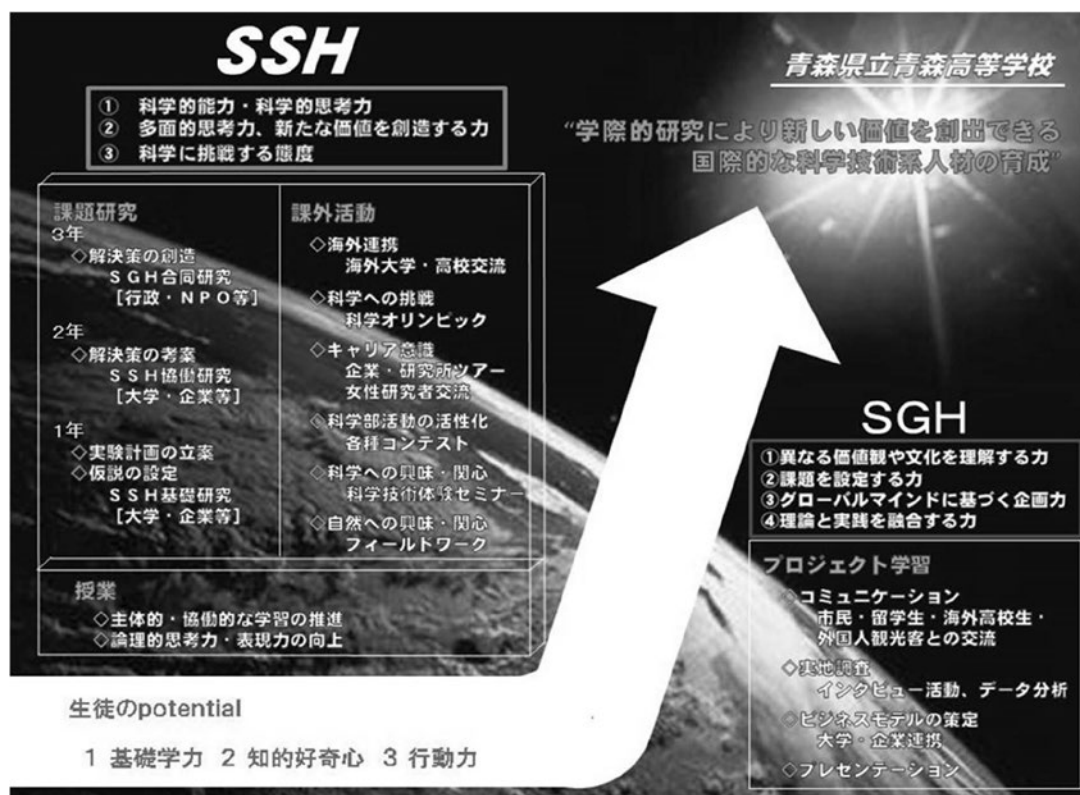 SSH
① 科学的能力・科学的思考力
② 多面的思考力、新たな価値を創造する力
③ 科学に挑戦する態度
課題研究
3年
◇解決策の創造
ＳＧＨ合同研究
［行政・ＮＰＯ等］
2年
◇解決策の考案
ＳＳＨ協働研究
［大学・企業等］
1年
◇実験計画の立案
◇仮説の設定
ＳＳＨ基礎研究
［大学・企業等］
課外活動
◇海外連携
海外大学・高校交流
◇科学への挑戦
科学オリンピック
◇キャリア意識
企業・研究所ツアー
女性研究者交流
◇科学部活動の活性化
各種コンテスト
◇科学への興味・関心
科学技術体験セミナー
◇自然への興味・関心
フィールドワーク
授業
◇主体的・協働的な学習の推進
◇論理的思考力・表現力の向上
生徒のpotential
1 基礎学力 2 知的好奇心 3 行動力
青森県立青森高等学校
“学際的研究により新しい価値を創出できる
国際的な科学技術系人材の育成”
SGH
①異なる価値観や文化を理解する力
②課題を設定する力
③グローバルマインドに基づく企画力
④理論と実践を融合する力
プロジェクト学習
◇コミュニケーション
市民・留学生・海外高校生・
外国人観光客との交流
◇実地調査
インタビュー活動、データ分析
◇ビジネスモデルの策定
大学・企業連携
◇プレゼンテーション